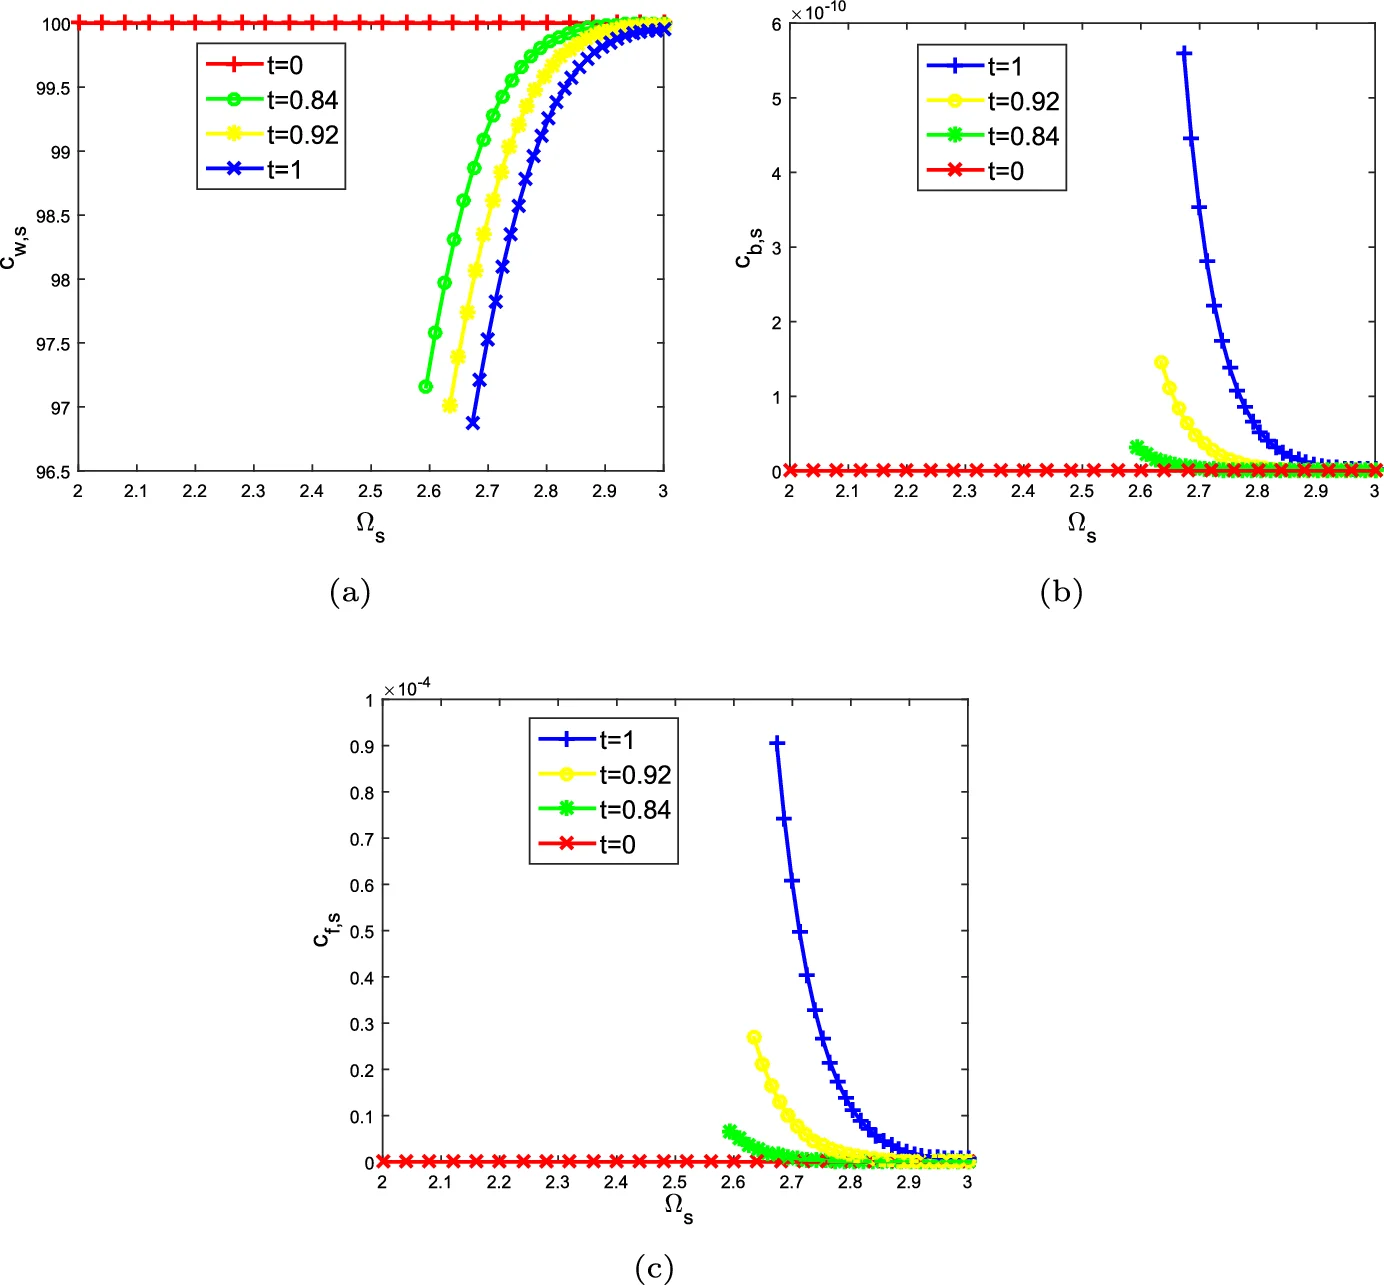 100
99.5
99
98.5
98
97.5
97
96.5
c_w,s
t=0
t=0.84
t=0.92
t=1
2 2.1 2.2 2.3 2.4 2.5 2.6 2.7 2.8 2.9 3
Ω_s
(a)
×10^-10
6
5
4
3
2
1
0
c_b,s
t=1
t=0.92
t=0.84
t=0
2 2.1 2.2 2.3 2.4 2.5 2.6 2.7 2.8 2.9 3
Ω_s
(b)
×10^-4
1
0.9
0.8
0.7
0.6
0.5
0.4
0.3
0.2
0.1
0
c_f,s
t=1
t=0.92
t=0.84
t=0
2 2.1 2.2 2.3 2.4 2.5 2.6 2.7 2.8 2.9 3
Ω_s
(c)